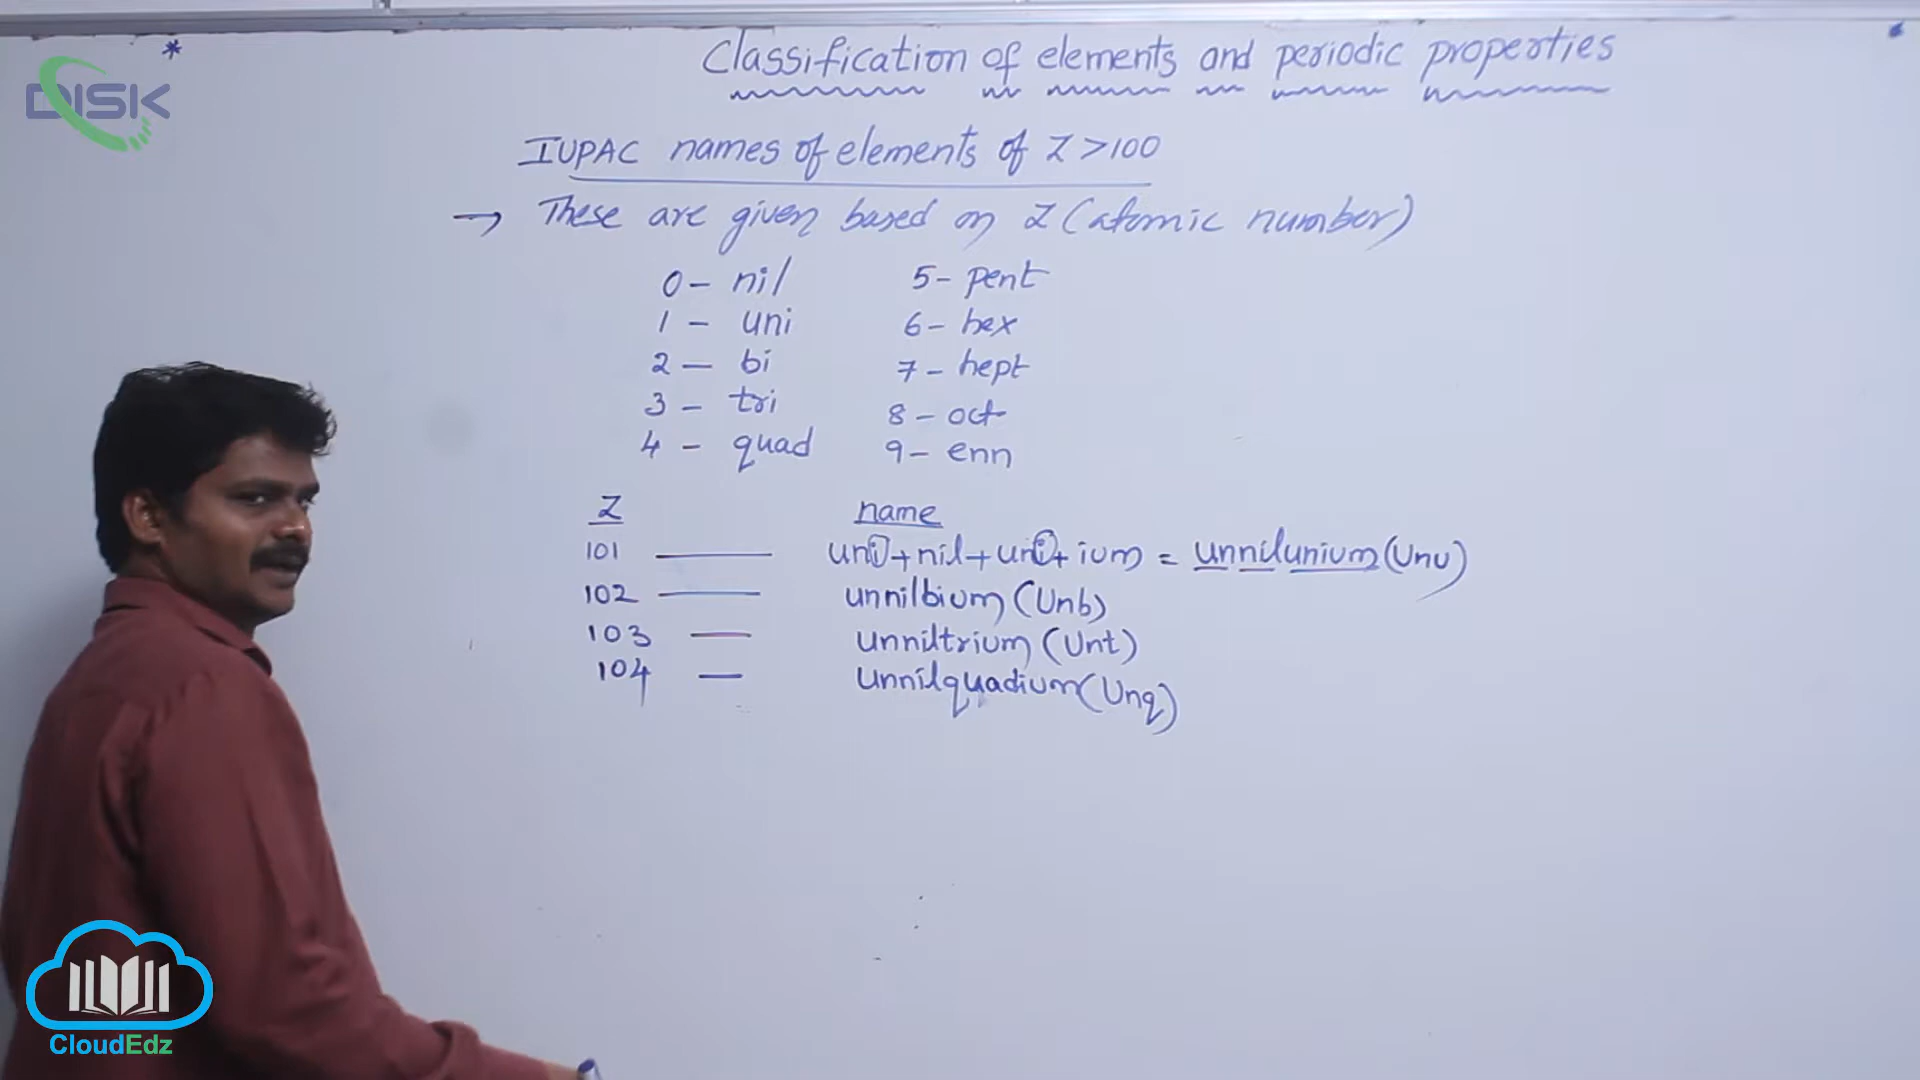 DISK
*
Classification of elements and periodic properties
IUPAC names of elements of Z >100
→ These are given based on Z (atomic number)
0 - nil 5 - pent
1 - uni 6 - hex
2 - bi 7 - hept
3 - tri 8 - oct
4 - quad 9 - enn
Z name
101 — uni + nil + uni + ium = unnilunium (Unu)
102 — unnilbium (Unb)
103 — unniltrium (Unt)
104 — unnilquadium (Unq)
CloudEdz